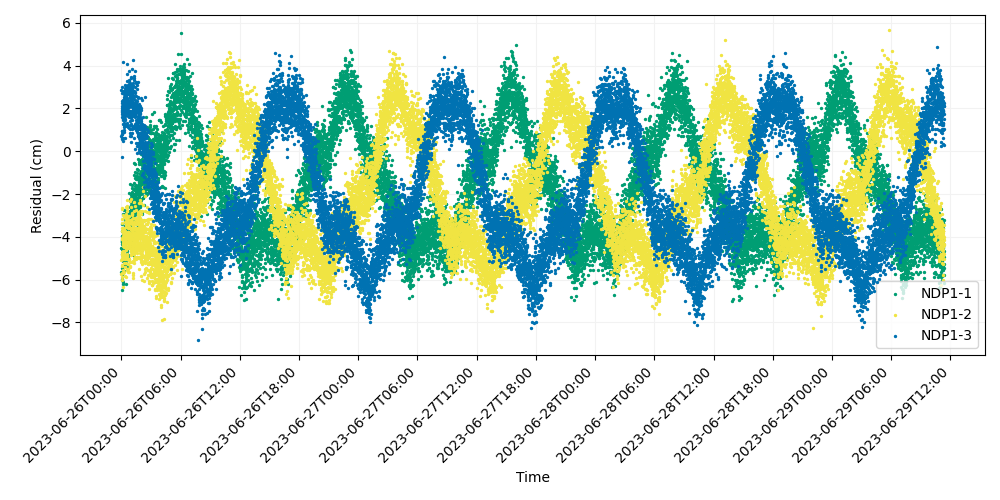 6
4
2
0
−2
−4
−6
−8
Residual (cm)
NDP1-1
NDP1-2
NDP1-3
2023-06-26T00:00
2023-06-26T06:00
2023-06-26T12:00
2023-06-26T18:00
2023-06-27T00:00
2023-06-27T06:00
2023-06-27T12:00
2023-06-27T18:00
2023-06-28T00:00
2023-06-28T06:00
2023-06-28T12:00
2023-06-28T18:00
2023-06-29T00:00
2023-06-29T06:00
2023-06-29T12:00
Time